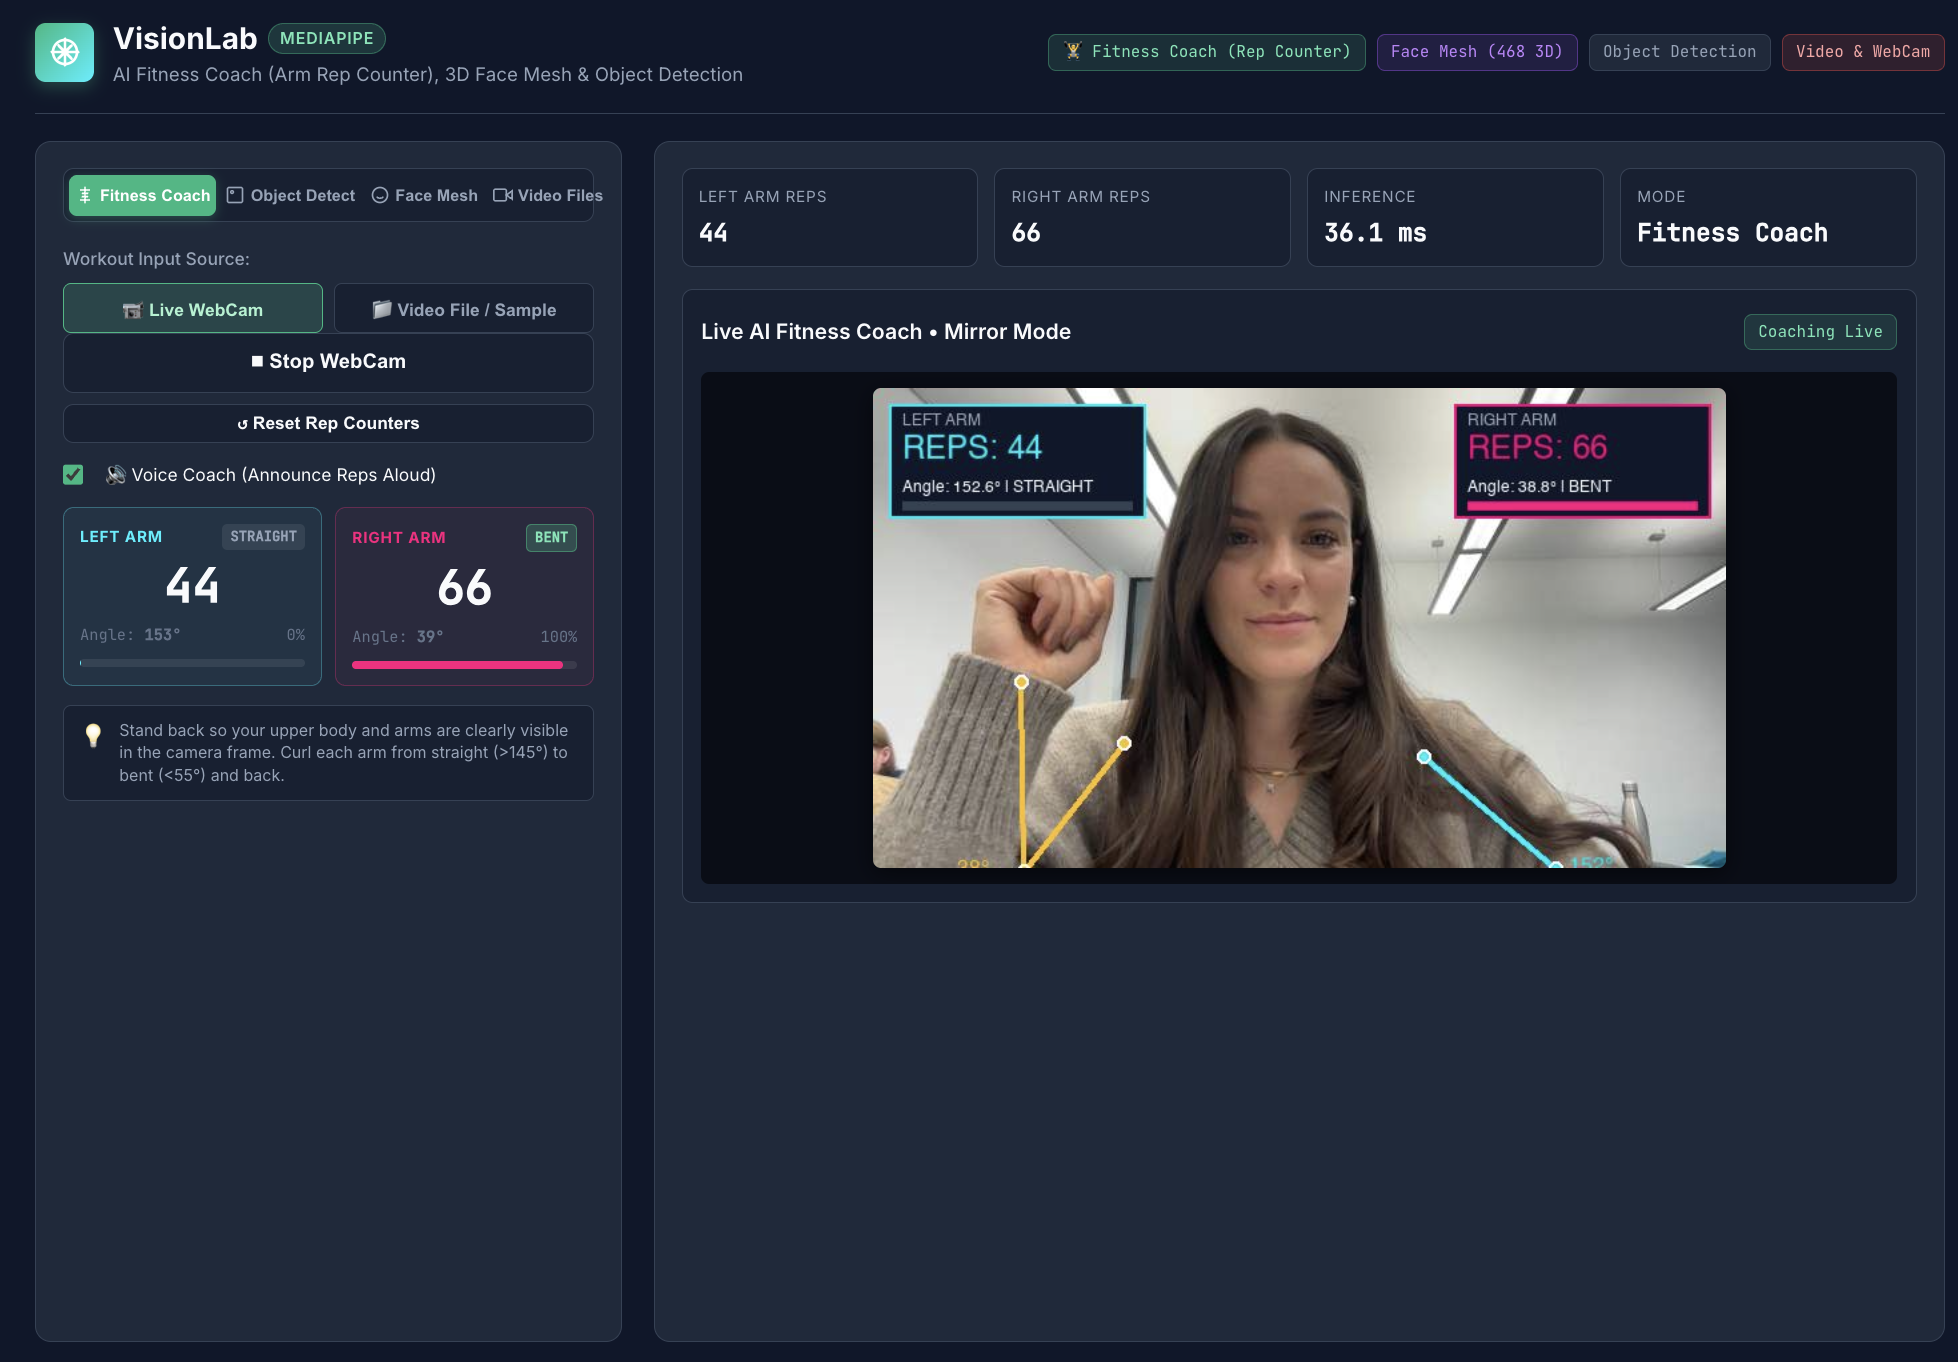 VisionLab MEDIAPIPE
AI Fitness Coach (Arm Rep Counter), 3D Face Mesh & Object Detection
Fitness Coach (Rep Counter)
Face Mesh (468 3D)
Object Detection
Video & WebCam
Fitness Coach
Object Detect
Face Mesh
Video Files
Workout Input Source:
Live WebCam
Video File / Sample
Stop WebCam
↺ Reset Rep Counters
Voice Coach (Announce Reps Aloud)
LEFT ARM
STRAIGHT
44
Angle: 153°
0%
RIGHT ARM
BENT
66
Angle: 39°
100%
Stand back so your upper body and arms are clearly visible
in the camera frame. Curl each arm from straight (>145°) to
bent (<55°) and back.
LEFT ARM REPS
44
RIGHT ARM REPS
66
INFERENCE
36.1 ms
MODE
Fitness Coach
Live AI Fitness Coach • Mirror Mode
Coaching Live
LEFT ARM
REPS: 44
Angle: 152.6° | STRAIGHT
RIGHT ARM
REPS: 66
Angle: 38.8° | BENT
38°
152°